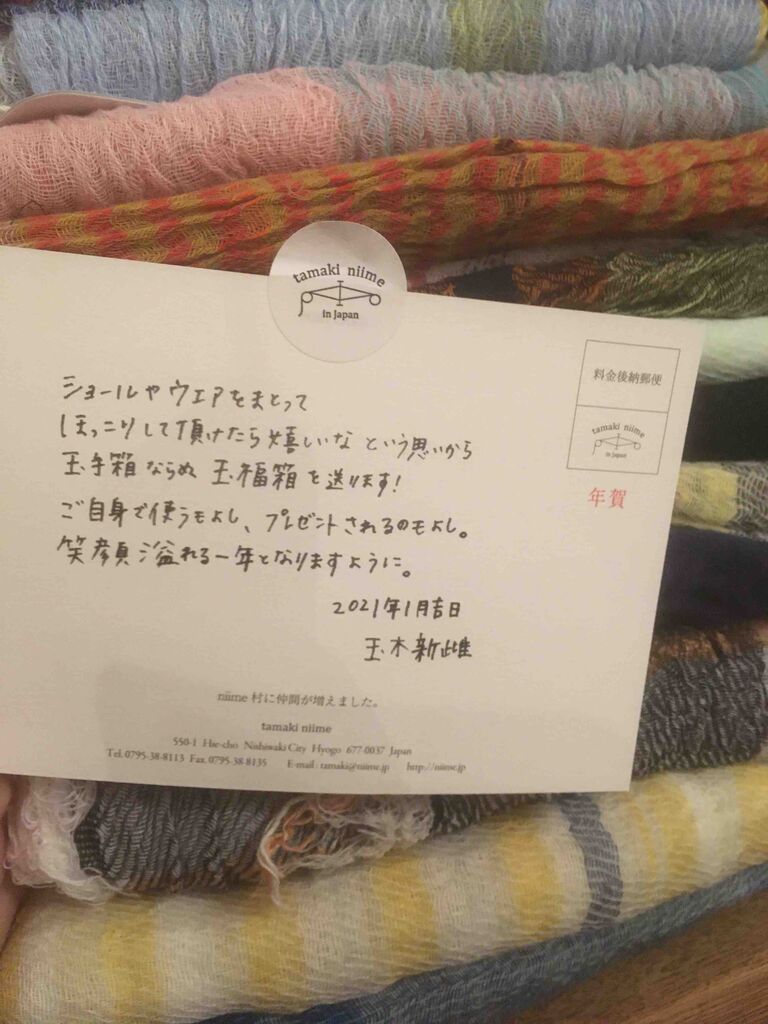 tamaki niime
in Japan
料金後納郵便
tamaki niime
in Japan
年賀
ショールやウエアをまとって
ほっこりして頂けたら嬉しいな という思いから
玉手箱ならぬ 玉福箱を送ります!
ご自身で使うもよし、プレゼントされるのもよし。
笑顔溢れる一年となりますように。
2021年1月吉日
玉木新雌
niime 村に仲間が増えました。
tamaki niime
550-1 Hie-cho Nishiwaki City Hyogo 677-0037 Japan
Tel. 0795-38-8113 Fax. 0795-38-8135 E-mail: tamaki@niime.jp http://niime.jp